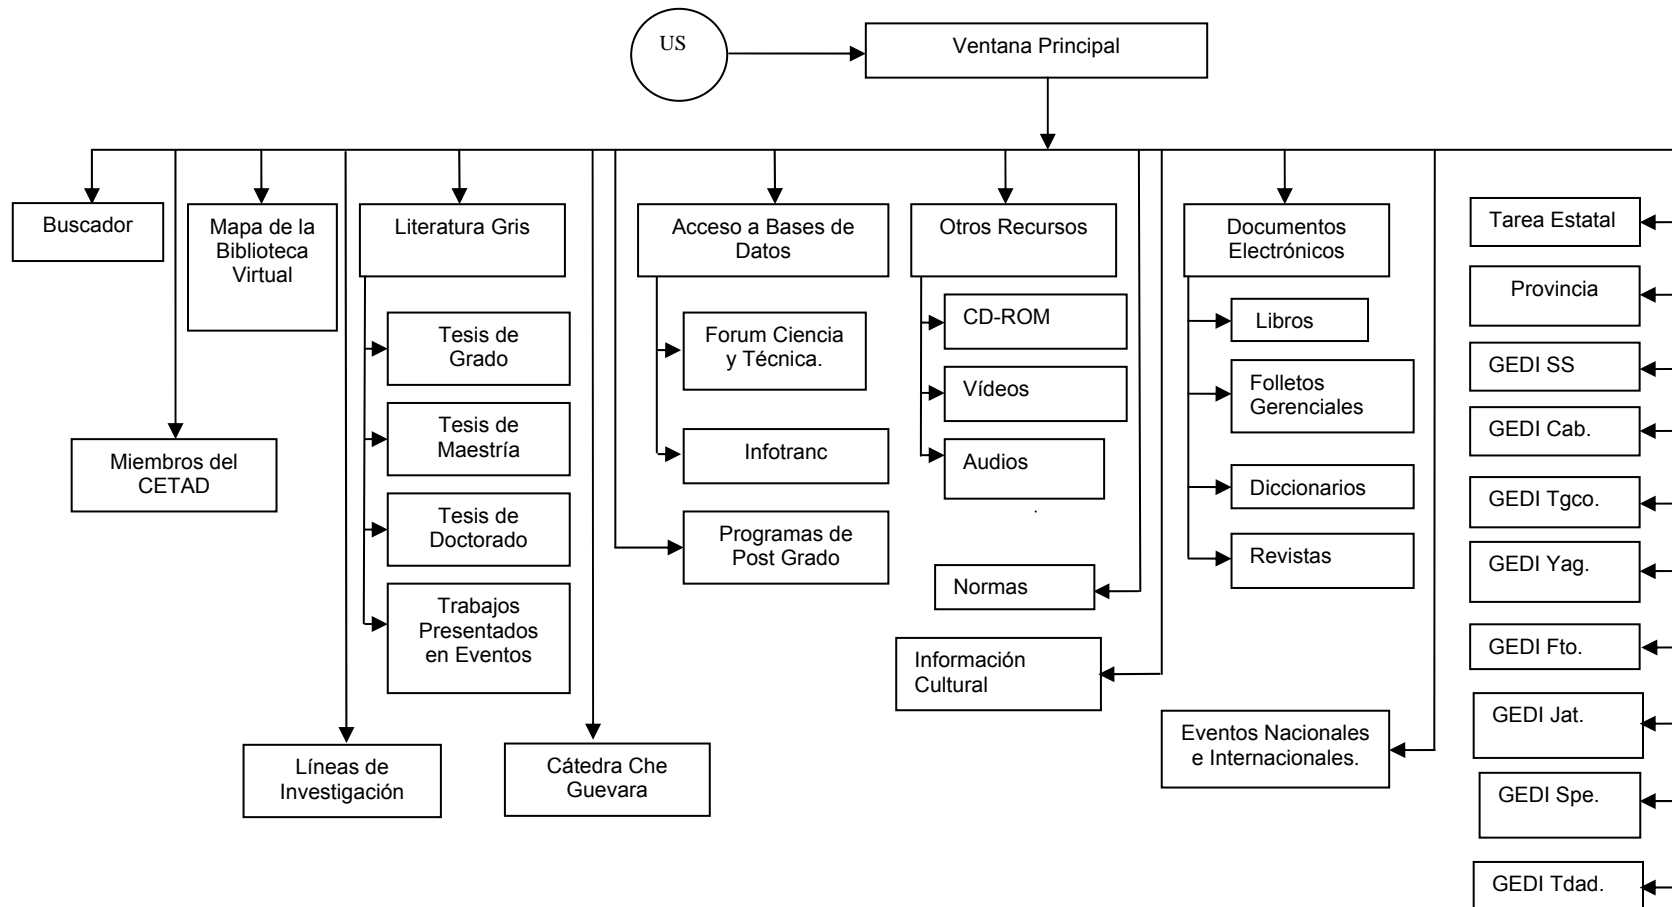 US
Ventana Principal
Buscador
Mapa de la
Biblioteca
Virtual
Literatura Gris
Acceso a Bases de
Datos
Otros Recursos
Documentos
Electrónicos
Tarea Estatal
Provincia
GEDI SS
GEDI Cab.
GEDI Tgco.
GEDI Yag.
GEDI Fto.
GEDI Jat.
GEDI Spe.
GEDI Tdad.
Miembros del
CETAD
Tesis de
Grado
Tesis de
Maestría
Tesis de
Doctorado
Trabajos
Presentados
en Eventos
Forum Ciencia
y Técnica.
Infotranc
Programas de
Post Grado
CD-ROM
Vídeos
Audios
.
Normas
Información
Cultural
Libros
Folletos
Gerenciales
Diccionarios
Revistas
Eventos Nacionales
e Internacionales.
Líneas de
Investigación
Cátedra Che
Guevara